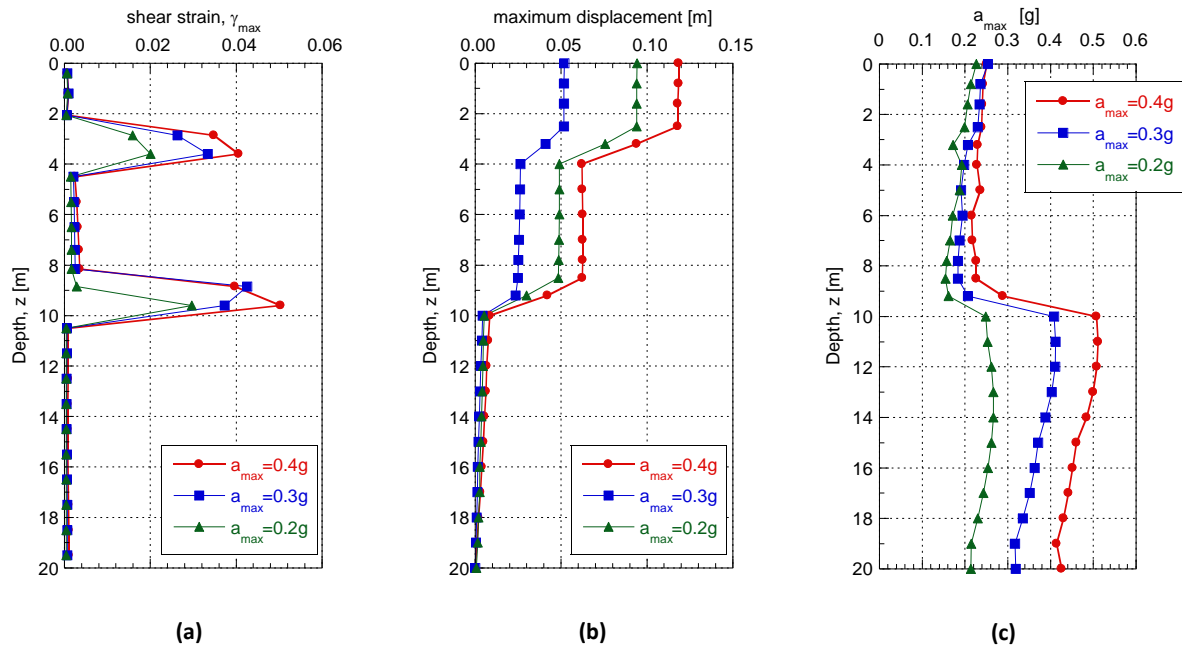 shear strain, γmax
0.00 0.02 0.04 0.06
0
2
4
6
8
10
12
14
16
18
20
Depth, z [m]
amax=0.4g
amax=0.3g
amax=0.2g
(a)
maximum displacement [m]
0.00 0.05 0.10 0.15
0
2
4
6
8
10
12
14
16
18
20
Depth, z [m]
amax=0.4g
amax=0.3g
amax=0.2g
(b)
amax [g]
0 0.1 0.2 0.3 0.4 0.5 0.6
0
2
4
6
8
10
12
14
16
18
20
Depth, z [m]
amax=0.4g
amax=0.3g
amax=0.2g
(c)